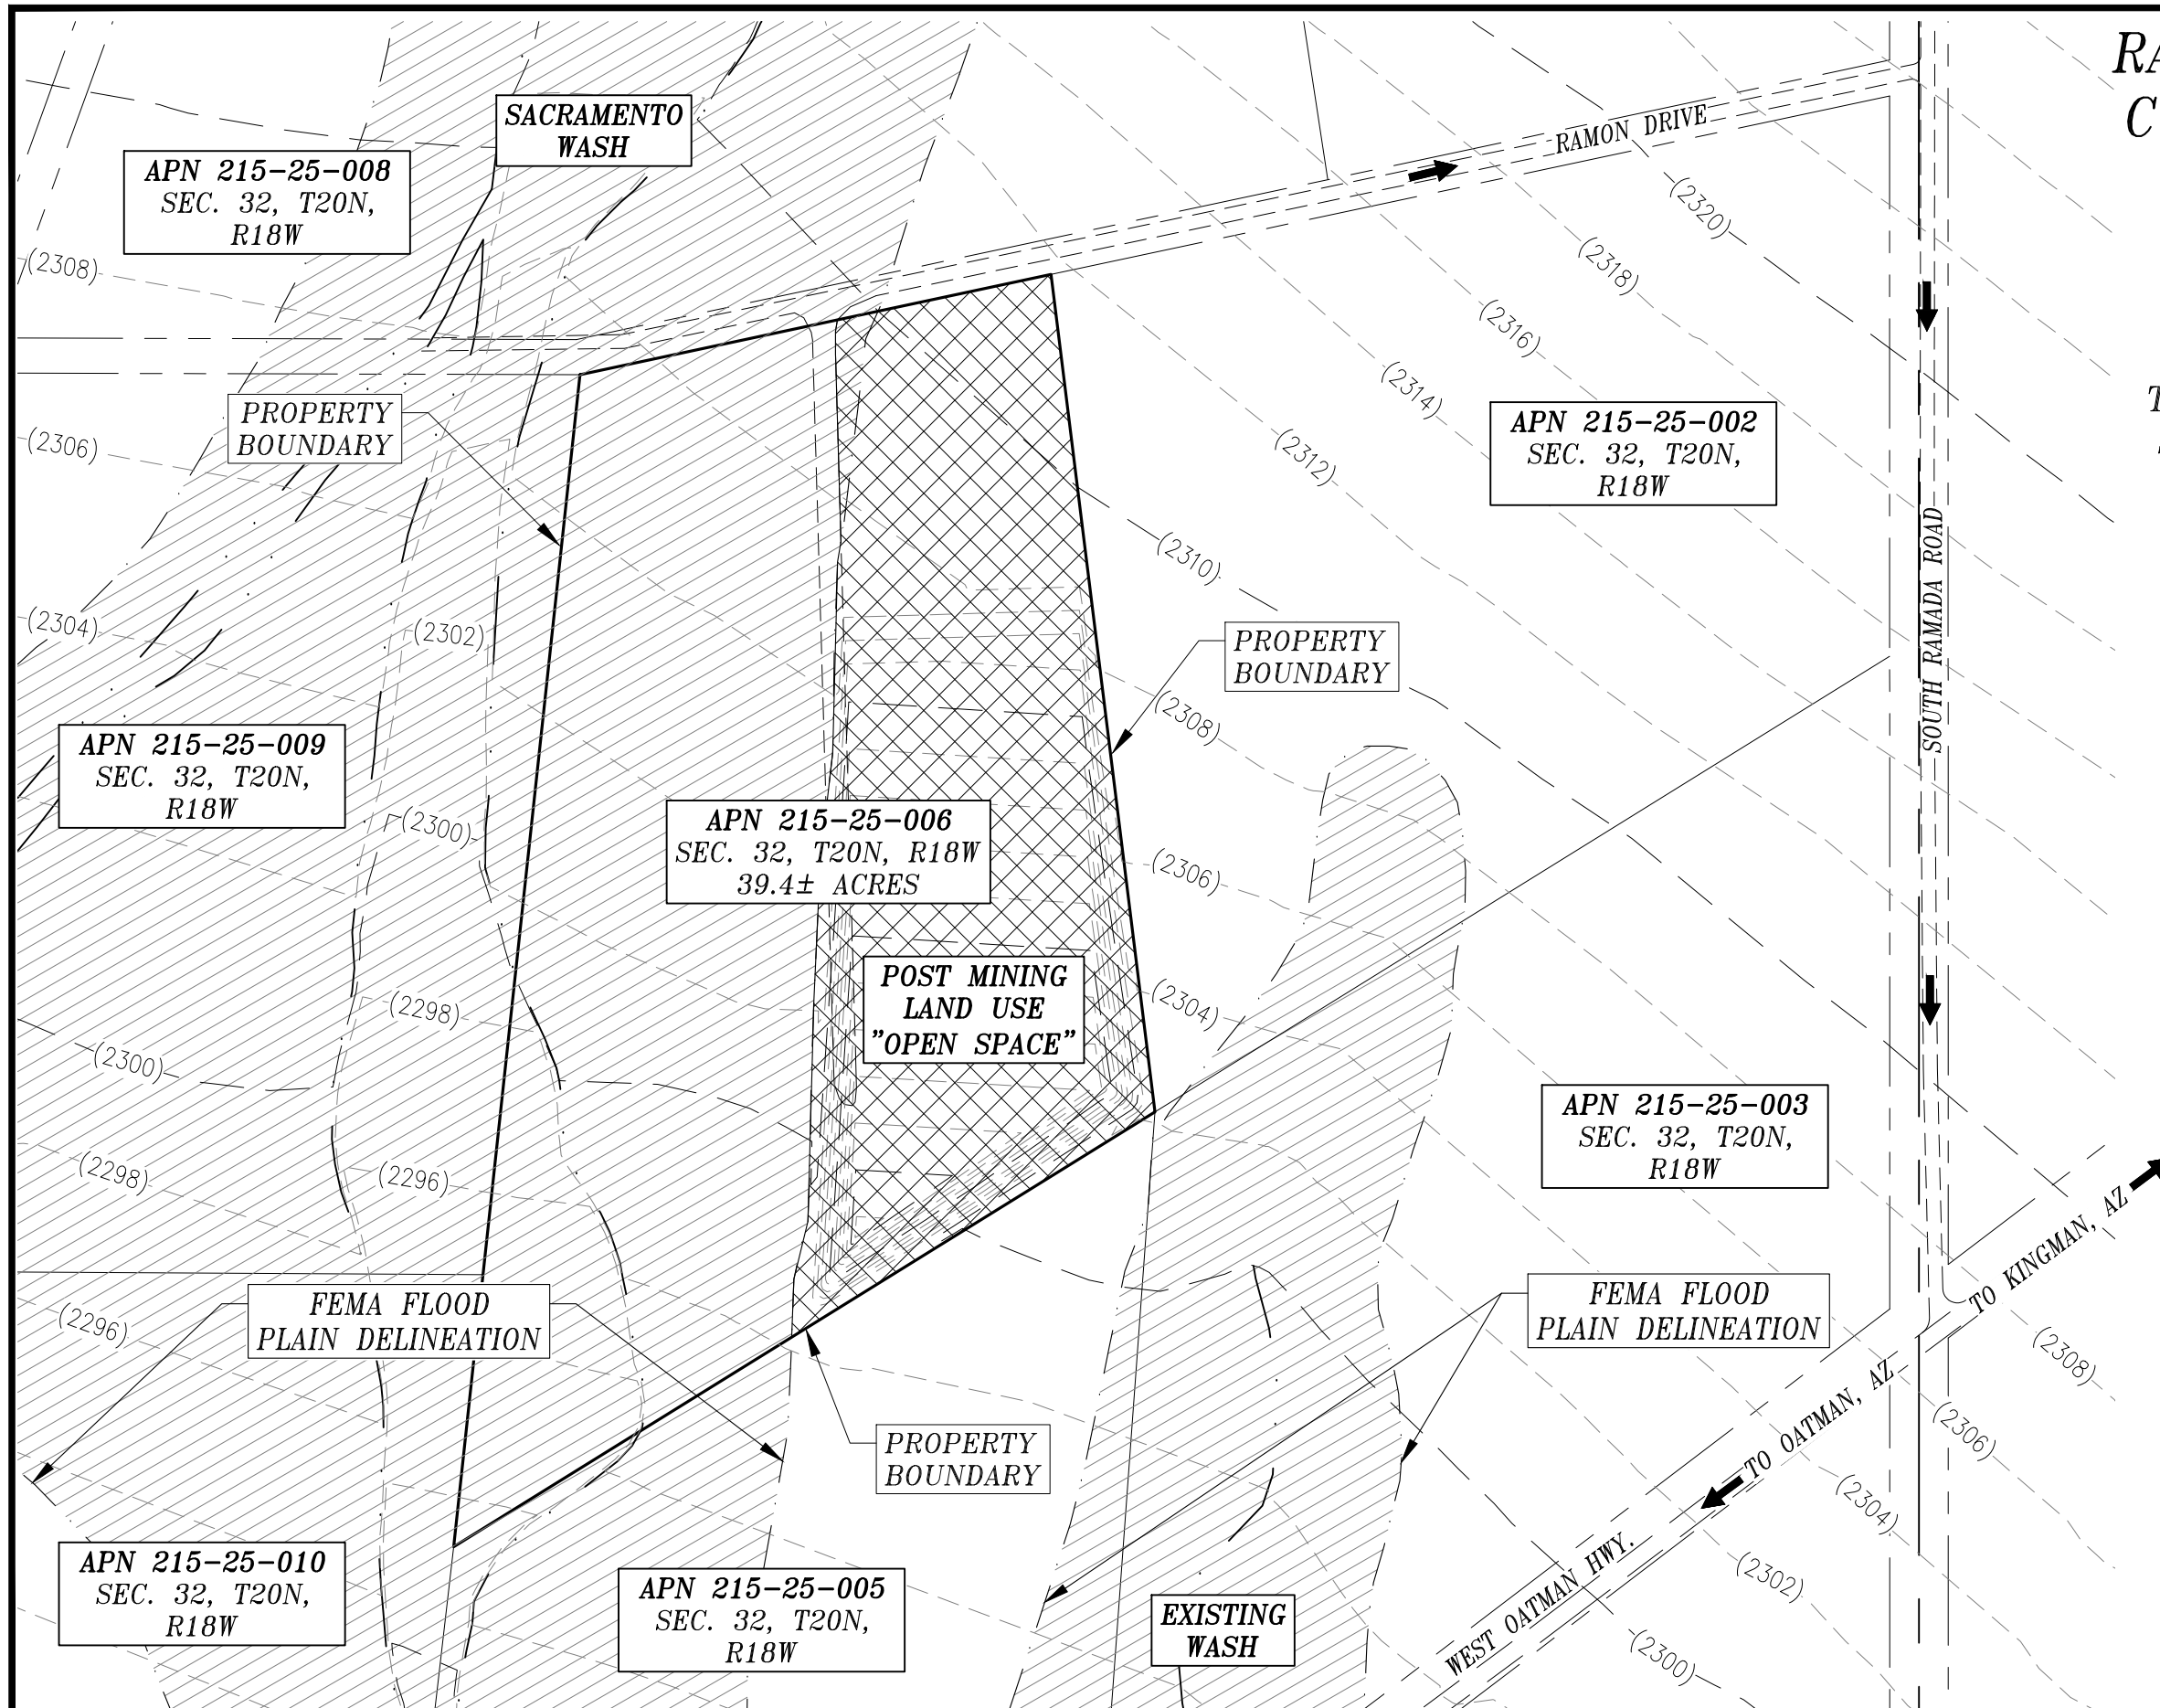 RA
C
SACRAMENTO
WASH
RAMON DRIVE
APN 215-25-008
SEC. 32, T20N,
R18W
(2320)
(2318)
(2308)
(2316)
(2314)
T
PROPERTY
BOUNDARY
APN 215-25-002
SEC. 32, T20N,
R18W
(2306)
(2312)
SOUTH RAMADA ROAD
(2310)
(2304)
(2302)
PROPERTY
BOUNDARY
(2308)
APN 215-25-009
SEC. 32, T20N,
R18W
(2300)
APN 215-25-006
SEC. 32, T20N, R18W
39.4± ACRES
(2306)
POST MINING
LAND USE
"OPEN SPACE"
(2304)
(2298)
(2300)
APN 215-25-003
SEC. 32, T20N,
R18W
(2298)
(2296)
TO KINGMAN, AZ
FEMA FLOOD
PLAIN DELINEATION
FEMA FLOOD
PLAIN DELINEATION
(2296)
(2308)
TO OATMAN, AZ
(2306)
PROPERTY
BOUNDARY
(2304)
APN 215-25-010
SEC. 32, T20N,
R18W
APN 215-25-005
SEC. 32, T20N,
R18W
EXISTING
WASH
WEST OATMAN HWY.
(2302)
(2300)